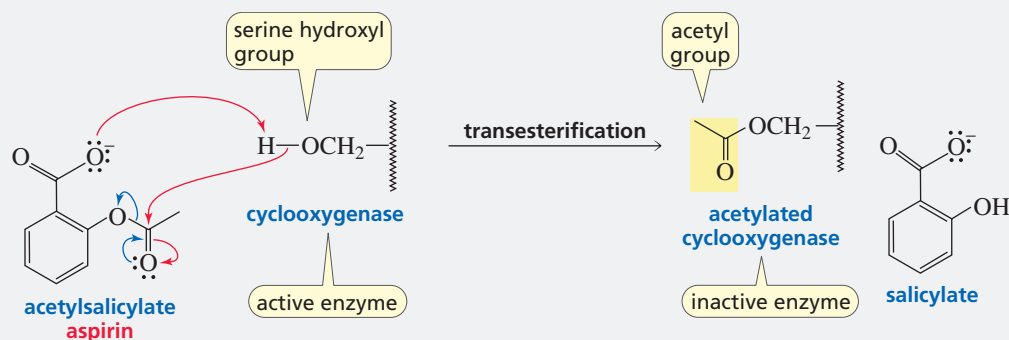 serine hydroxyl
group
acetyl
group
O
O
−
H
OCH₂
transesterification
OCH₂
O
O
O
−
O
O
OH
cyclooxygenase
acetylated
cyclooxygenase
acetylsalicylate
aspirin
active enzyme
inactive enzyme
salicylate